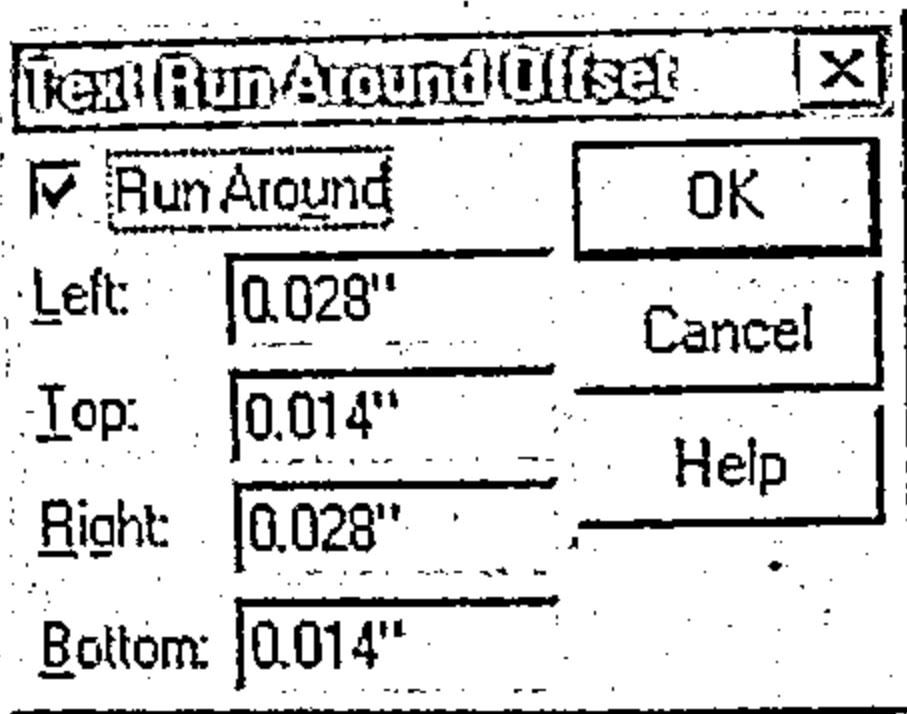 Text Run Around Offset
Run Around
OK
Left: 0.028"
Cancel
Top: 0.014"
Help
Right: 0.028"
Bottom: 0.014"